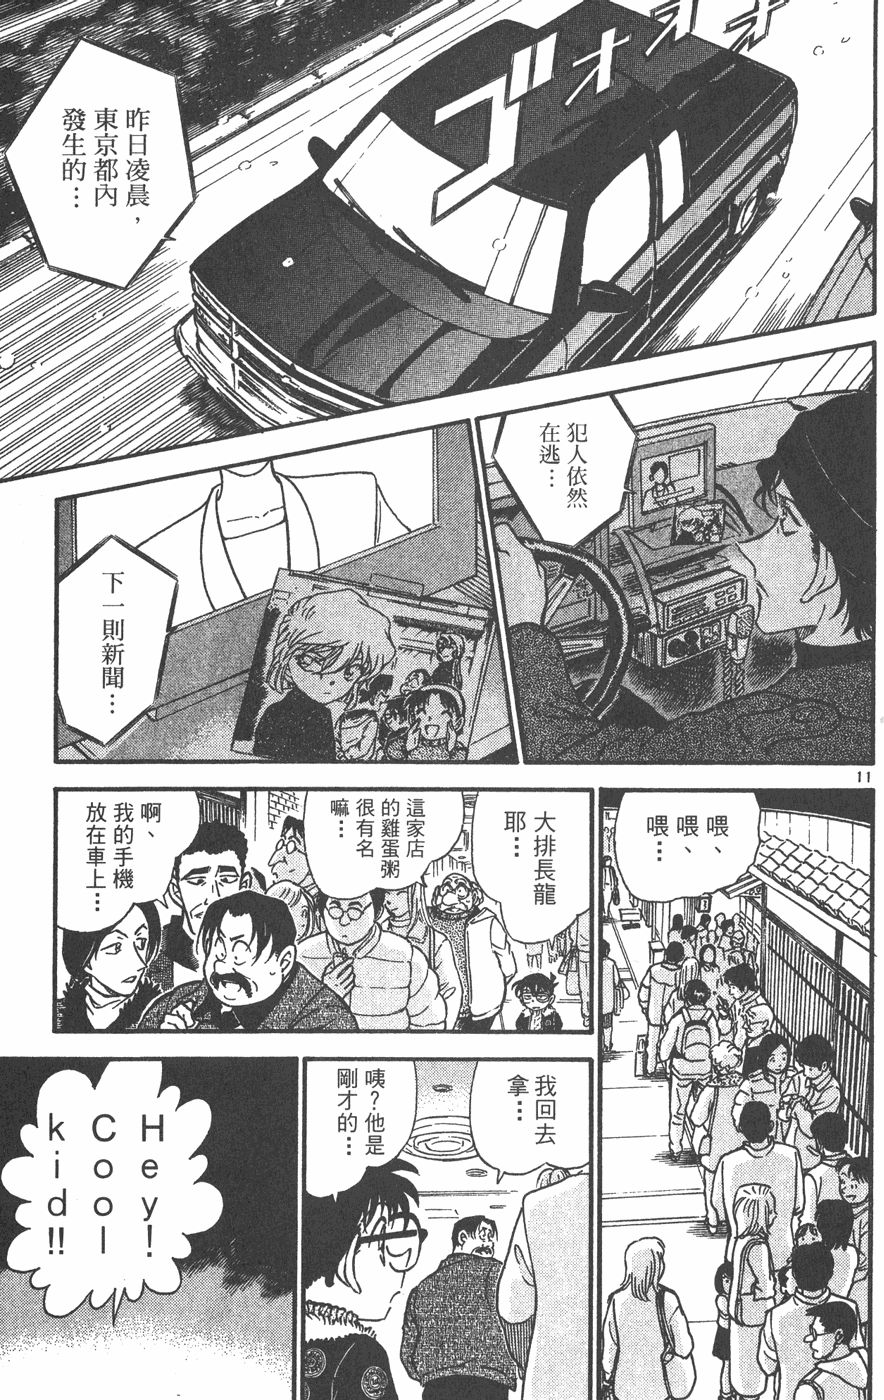 ゴオオオ
昨日凌晨，
東京都內
發生的…
犯人依然
在逃…
下一則新聞…
11
喂、
喂、
喂…
大排長龍
耶…
這家店
的雞蛋粥
很有名
嘛…
啊、
我的手機
放在車上…
我回去
拿…
咦?他是
剛才的…
Hey!
Cool
kid!!